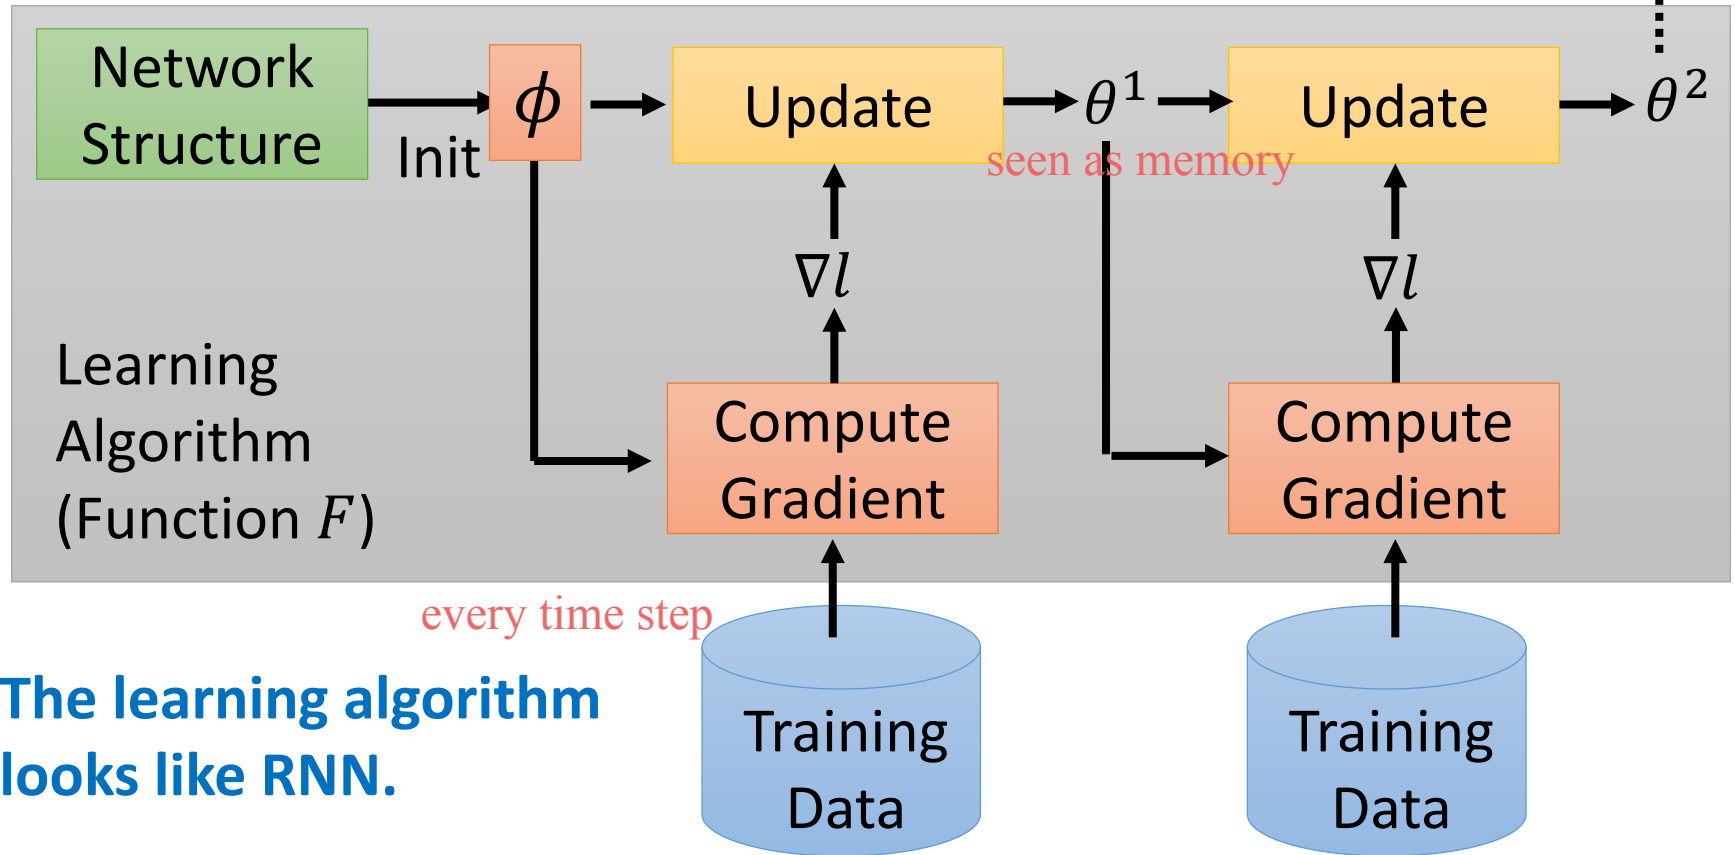 Network
Structure
Init
ϕ
Update
θ¹
Update
θ²
seen as memory
∇l
∇l
Learning
Algorithm
(Function F)
Compute
Gradient
Compute
Gradient
every time step
The learning algorithm
looks like RNN.
Training
Data
Training
Data